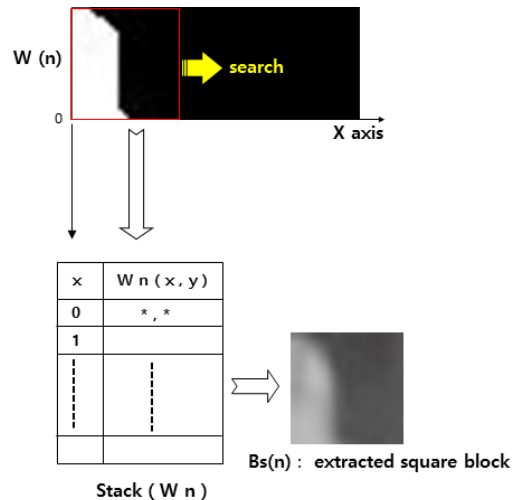 W (n)
search
0
X axis
x W n ( x , y )
0 * , *
1
Bs(n) : extracted square block
Stack ( W n )